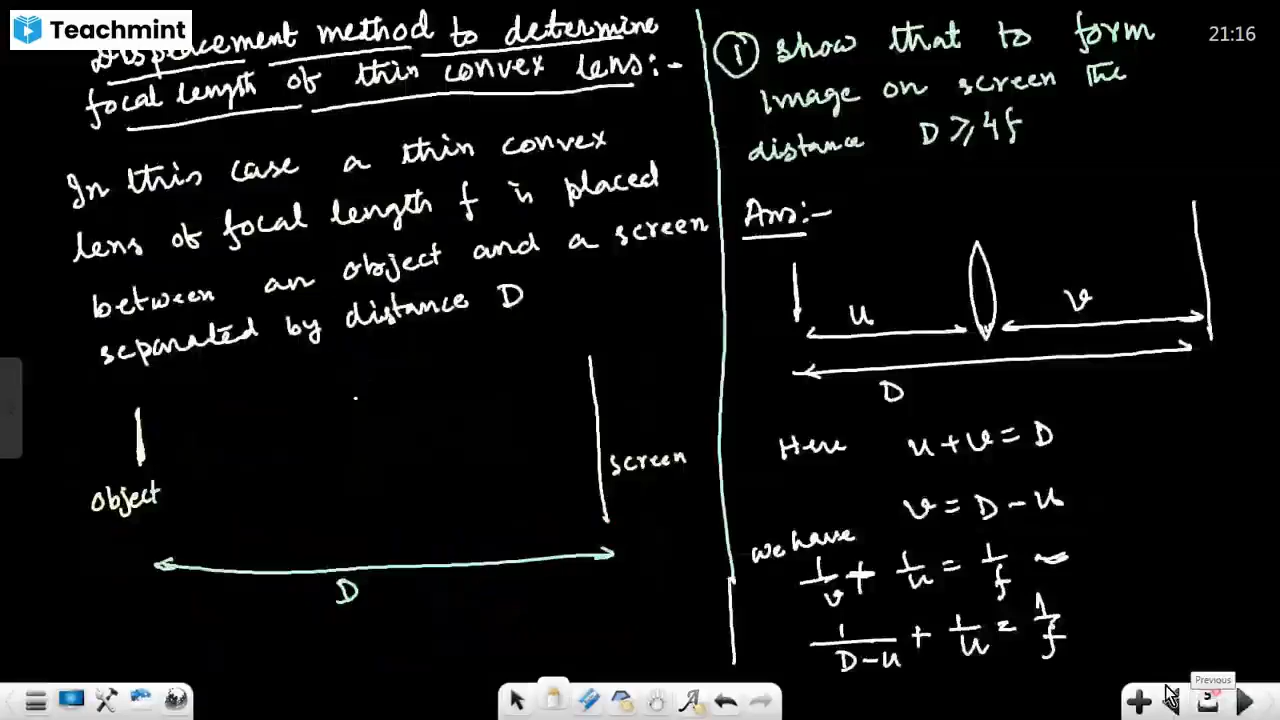 Teachmint
21:16
Displacement method to determine
focal length of thin convex lens:-
In this case a thin convex
lens of focal length f is placed
between an object and a screen
separated by distance D
object
screen
D
① show that to form
Image on screen the
distance D ⩾ 4f
Ans:-
u
v
D
Here u + v = D
v = D - u
we have
1/v + 1/u = 1/f
1/(D-u) + 1/u = 1/f
Previous